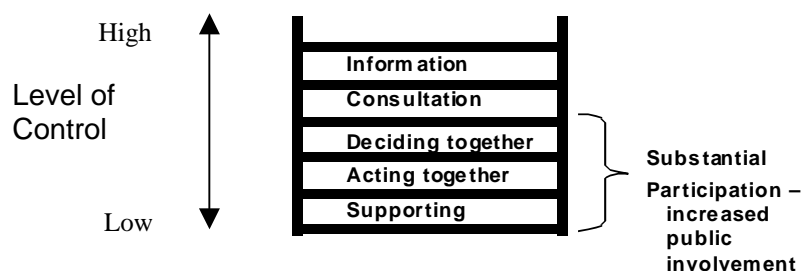 High
Level of
Control
Low
Information
Consultation
Deciding together
Acting together
Supporting
Substantial
Participation –
increased
public
involvement